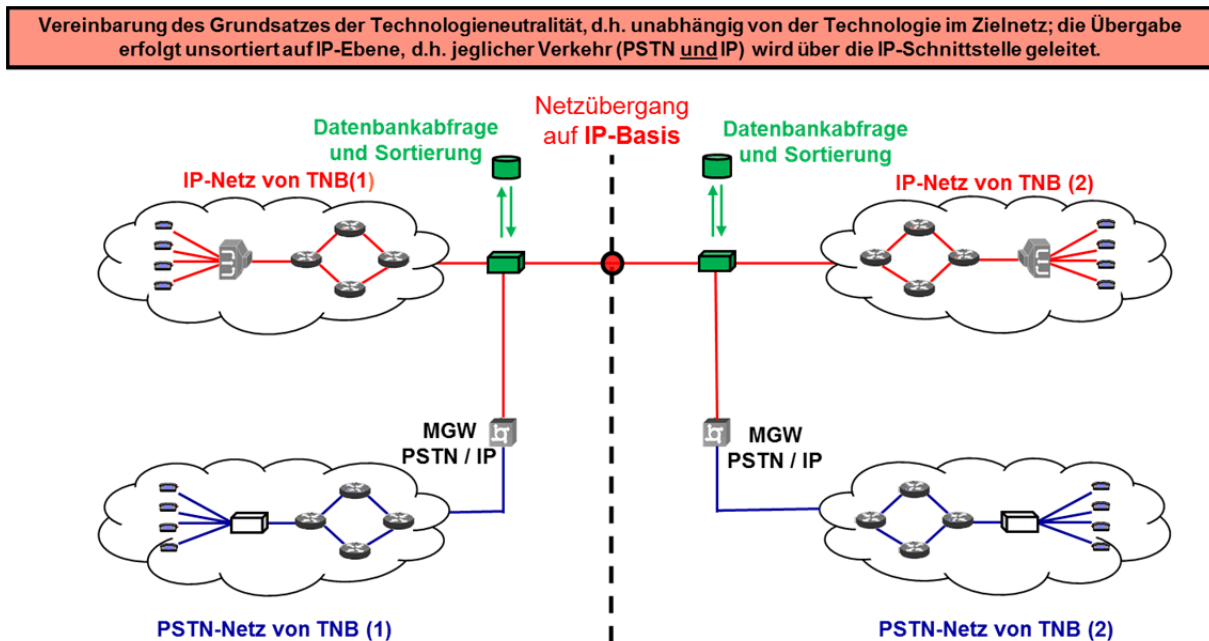 Vereinbarung des Grundsatzes der Technologieneutralität, d.h. unabhängig von der Technologie im Zielnetz; die Übergabe
erfolgt unsortiert auf IP-Ebene, d.h. jeglicher Verkehr (PSTN und IP) wird über die IP-Schnittstelle geleitet.
Netzübergang
auf IP-Basis
Datenbankabfrage
und Sortierung
Datenbankabfrage
und Sortierung
IP-Netz von TNB(1)
IP-Netz von TNB (2)
MGW
PSTN / IP
MGW
PSTN / IP
PSTN-Netz von TNB (1)
PSTN-Netz von TNB (2)